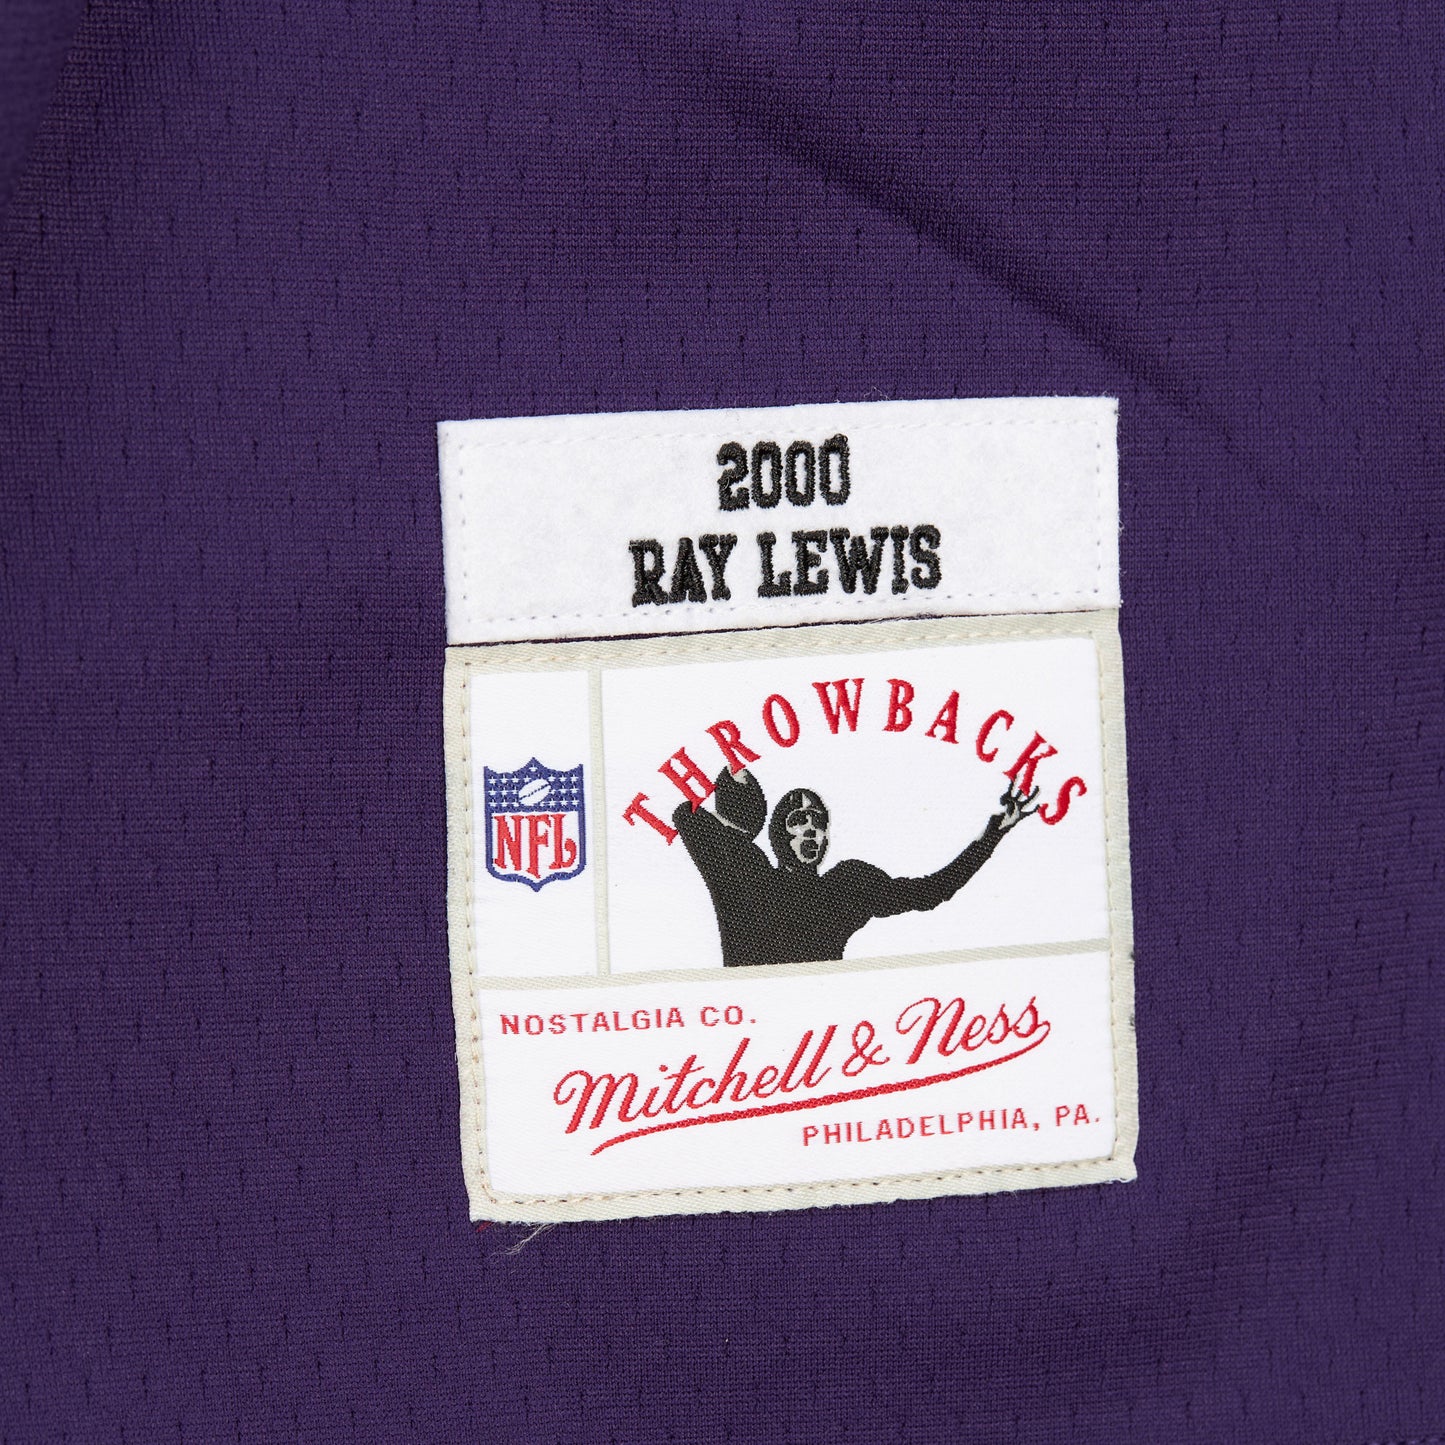 2000
RAY LEWIS
THROWBACKS
NFL
NOSTALGIA CO.
Mitchell & Ness
PHILADELPHIA, PA.